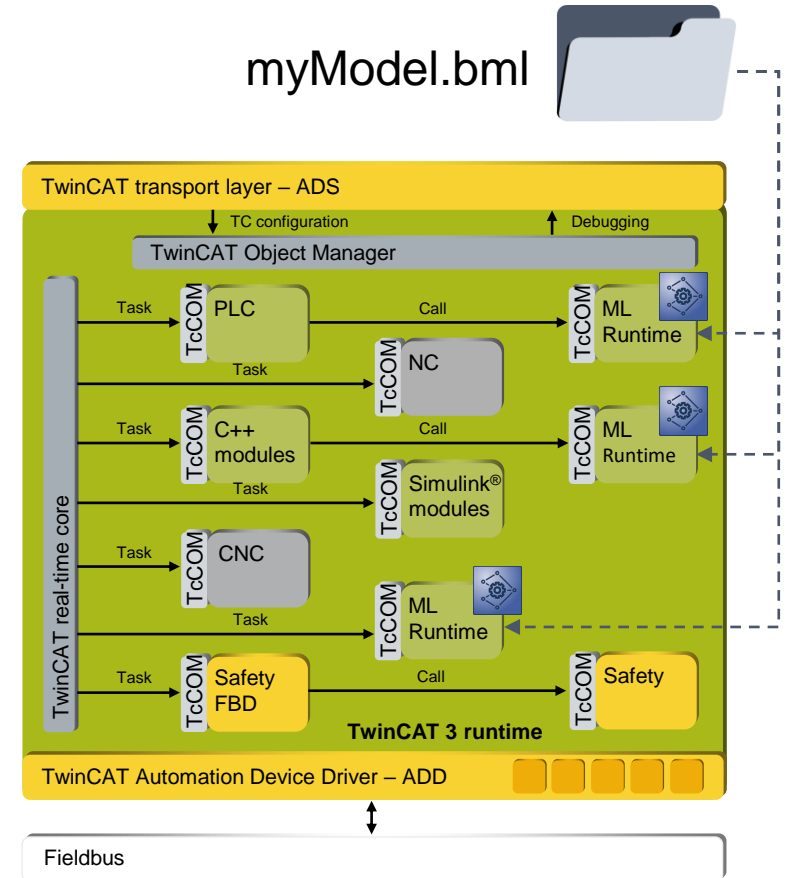 myModel.bml
TwinCAT transport layer – ADS
TC configuration
Debugging
TwinCAT Object Manager
TwinCAT real-time core
Task
TcCOM
PLC
Call
TcCOM
ML
Runtime
Task
TcCOM
NC
Task
TcCOM
C++
modules
Call
TcCOM
ML
Runtime
Task
TcCOM
Simulink®
modules
Task
TcCOM
CNC
Task
TcCOM
ML
Runtime
Task
TcCOM
Safety
FBD
Call
TcCOM
Safety
TwinCAT 3 runtime
TwinCAT Automation Device Driver – ADD
Fieldbus